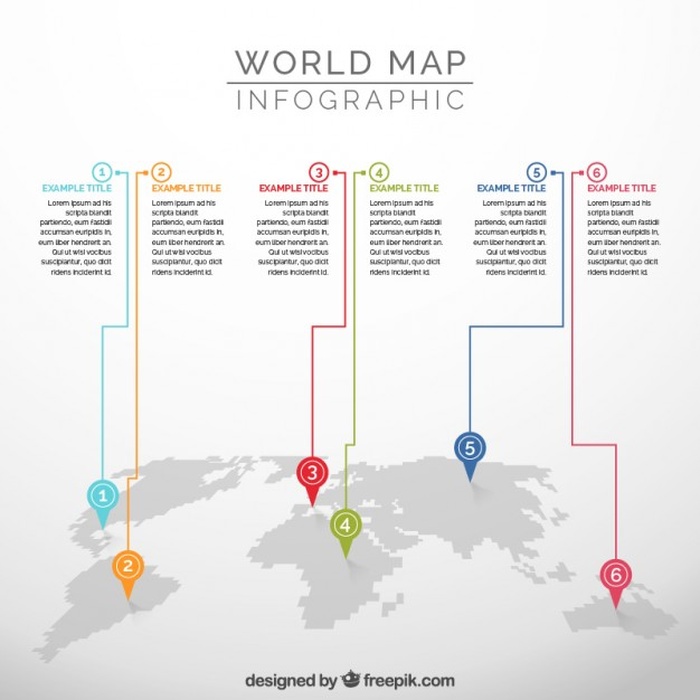 WORLD MAP
INFOGRAPHIC
1
EXAMPLE TITLE
Lorem ipsum ad his
scripta blandit
partiendo, eum fastidii
accumsan euripidis in,
eum liber hendrerit an.
Qui ut wisi vocibus
suscipiantur, quo dicit
ridens inciderint id.
2
EXAMPLE TITLE
Lorem ipsum ad his
scripta blandit
partiendo, eum fastidii
accumsan euripidis in,
eum liber hendrerit an.
Qui ut wisi vocibus
suscipiantur, quo dicit
ridens inciderint id.
3
EXAMPLE TITLE
Lorem ipsum ad his
scripta blandit
partiendo, eum fastidii
accumsan euripidis in,
eum liber hendrerit an.
Qui ut wisi vocibus
suscipiantur, quo dicit
ridens inciderint id.
4
EXAMPLE TITLE
Lorem ipsum ad his
scripta blandit
partiendo, eum fastidii
accumsan euripidis in,
eum liber hendrerit an.
Qui ut wisi vocibus
suscipiantur, quo dicit
ridens inciderint id.
5
EXAMPLE TITLE
Lorem ipsum ad his
scripta blandit
partiendo, eum fastidii
accumsan euripidis in,
eum liber hendrerit an.
Qui ut wisi vocibus
suscipiantur, quo dicit
ridens inciderint id.
6
EXAMPLE TITLE
Lorem ipsum ad his
scripta blandit
partiendo, eum fastidii
accumsan euripidis in,
eum liber hendrerit an.
Qui ut wisi vocibus
suscipiantur, quo dicit
ridens inciderint id.
1
2
3
4
5
6
designed by freepik.com